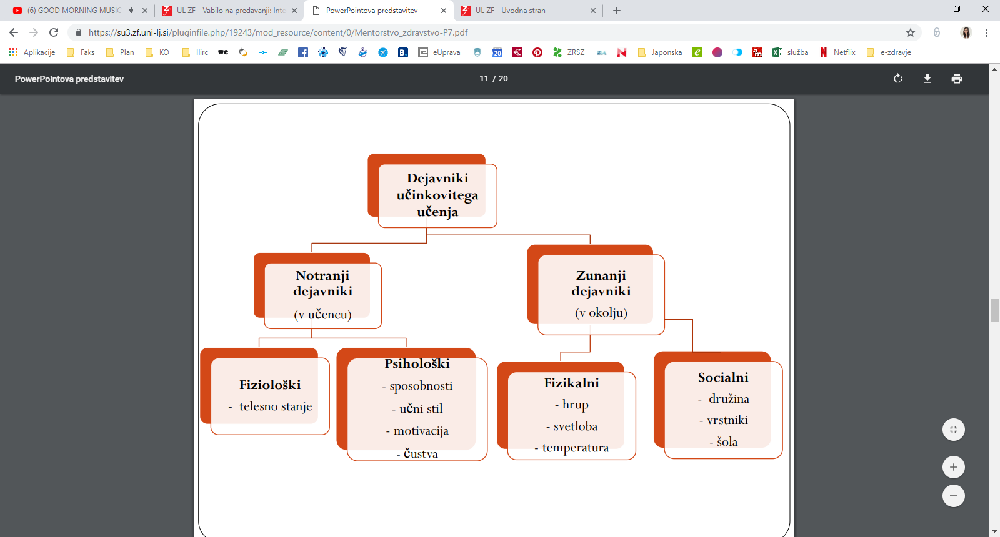 (6) GOOD MORNING MUSIC
UL ZF - Vabilo na predavanji: Inte
PowerPointova predstavitev
UL ZF - Uvodna stran
https://su3.zf.uni-lj.si/pluginfile.php/19243/mod_resource/content/0/Mentorstvo_zdravstvo-P7.pdf
Aplikacije Faks Plan KO Ilirc we B. 20 eUprava ZRSZ Japonska služba Netflix e-zdravje
PowerPointova predstavitev
11 / 20
Dejavniki
učinkovitega
učenja
Notranji
dejavniki
(v učencu)
Zunanji
dejavniki
(v okolju)
Fiziološki
- telesno stanje
Psihološki
- sposobnosti
- učni stil
- motivacija
- čustva
Fizikalni
- hrup
- svetloba
- temperatura
Socialni
- družina
- vrstniki
- šola